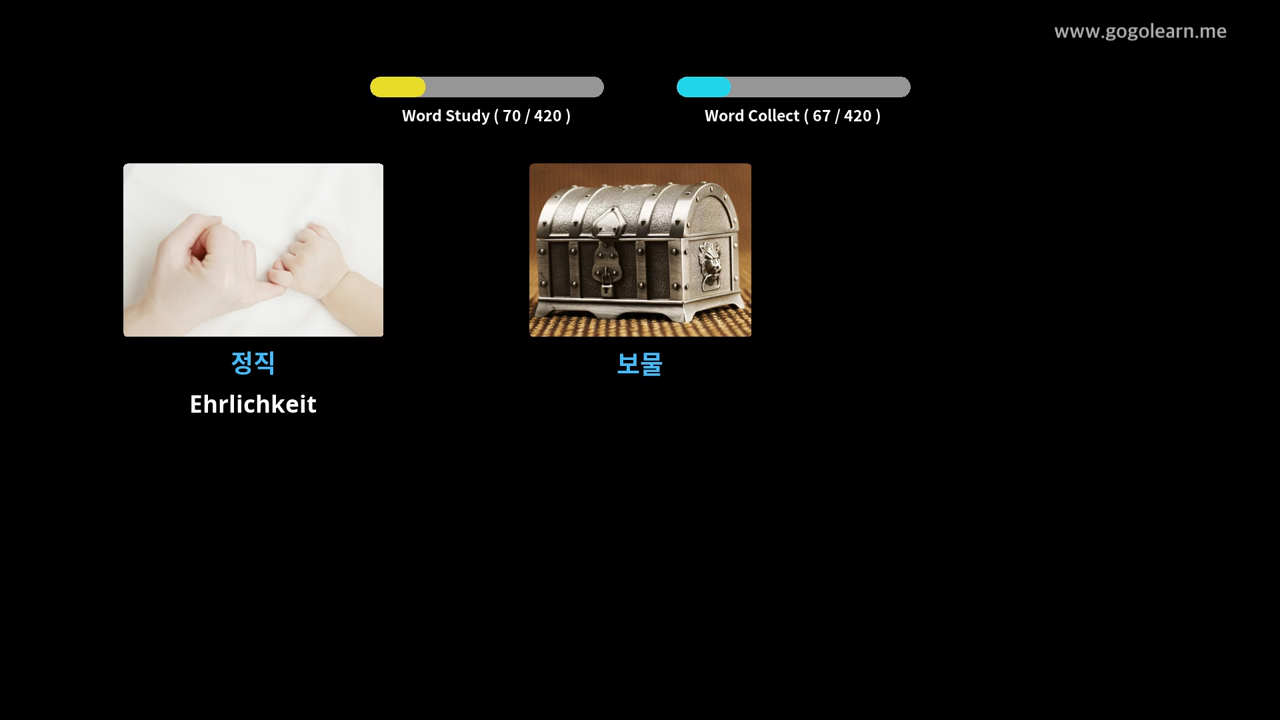 www.gogolearn.me
Word Study ( 70 / 420 )
Word Collect ( 67 / 420 )
정직
Ehrlichkeit
보물